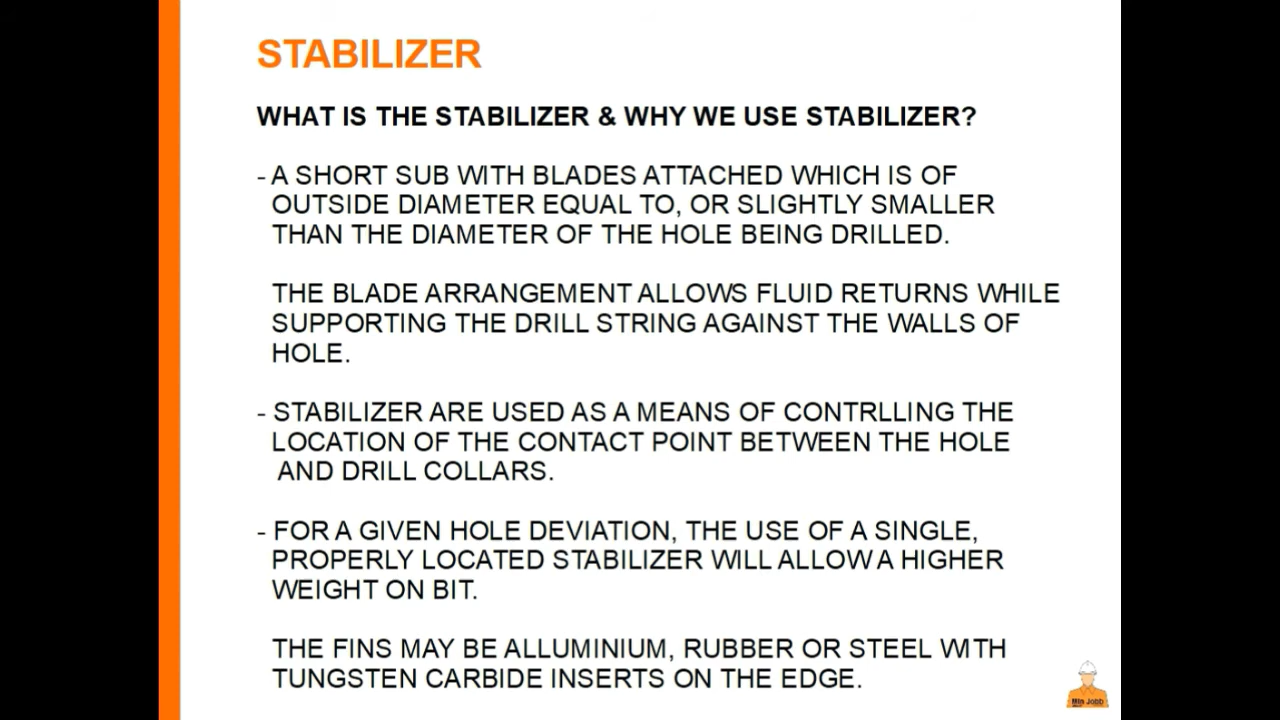 STABILIZER
WHAT IS THE STABILIZER & WHY WE USE STABILIZER?
- A SHORT SUB WITH BLADES ATTACHED WHICH IS OF
OUTSIDE DIAMETER EQUAL TO, OR SLIGHTLY SMALLER
THAN THE DIAMETER OF THE HOLE BEING DRILLED.
THE BLADE ARRANGEMENT ALLOWS FLUID RETURNS WHILE
SUPPORTING THE DRILL STRING AGAINST THE WALLS OF
HOLE.
- STABILIZER ARE USED AS A MEANS OF CONTRLLING THE
LOCATION OF THE CONTACT POINT BETWEEN THE HOLE
AND DRILL COLLARS.
- FOR A GIVEN HOLE DEVIATION, THE USE OF A SINGLE,
PROPERLY LOCATED STABILIZER WILL ALLOW A HIGHER
WEIGHT ON BIT.
THE FINS MAY BE ALLUMINIUM, RUBBER OR STEEL WITH
TUNGSTEN CARBIDE INSERTS ON THE EDGE.